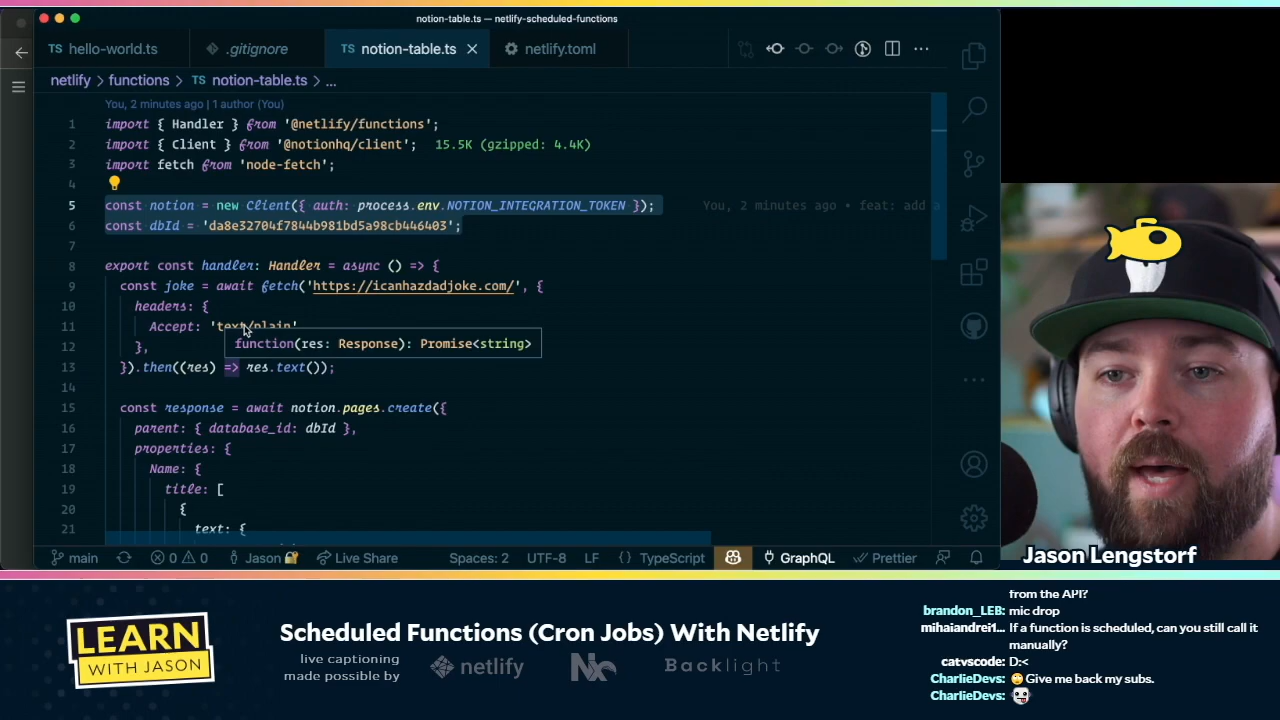 notion-table.ts — netlify-scheduled-functions
TS hello-world.ts
.gitignore
TS notion-table.ts
netlify.toml
netlify > functions > TS notion-table.ts > ...
You, 2 minutes ago | 1 author (You)
1 import { Handler } from '@netlify/functions';
2 import { Client } from '@notionhq/client'; 15.5K (gzipped: 4.4K)
3 import fetch from 'node-fetch';
4
5 const notion = new Client({ auth: process.env.NOTION_INTEGRATION_TOKEN }); You, 2 minutes ago • feat: add a
6 const dbId = 'da8e32704f7844b981bd5a98cb446403';
7
8 export const handler: Handler = async () => {
9 const joke = await fetch('https://icanhazdadjoke.com/', {
10 headers: {
11 Accept: 'text/plain'
function(res: Response): Promise<string>
12 },
13 }).then((res) => res.text());
14
15 const response = await notion.pages.create({
16 parent: { database_id: dbId },
17 properties: {
18 Name: {
19 title: [
20 {
21 text: {
main
0 0
Jason
Live Share
Spaces: 2
UTF-8
LF
{ } TypeScript
GraphQL
Prettier
Jason Lengstorf
LEARN
WITH JASON
Scheduled Functions (Cron Jobs) With Netlify
live captioning
made possible by
netlify
Backlight
from the API?
brandon_LEB: mic drop
mihaiandrei1... If a function is scheduled, can you still call it
manually?
catvscode: D:<
CharlieDevs: 🙄Give me back my subs.
CharlieDevs: